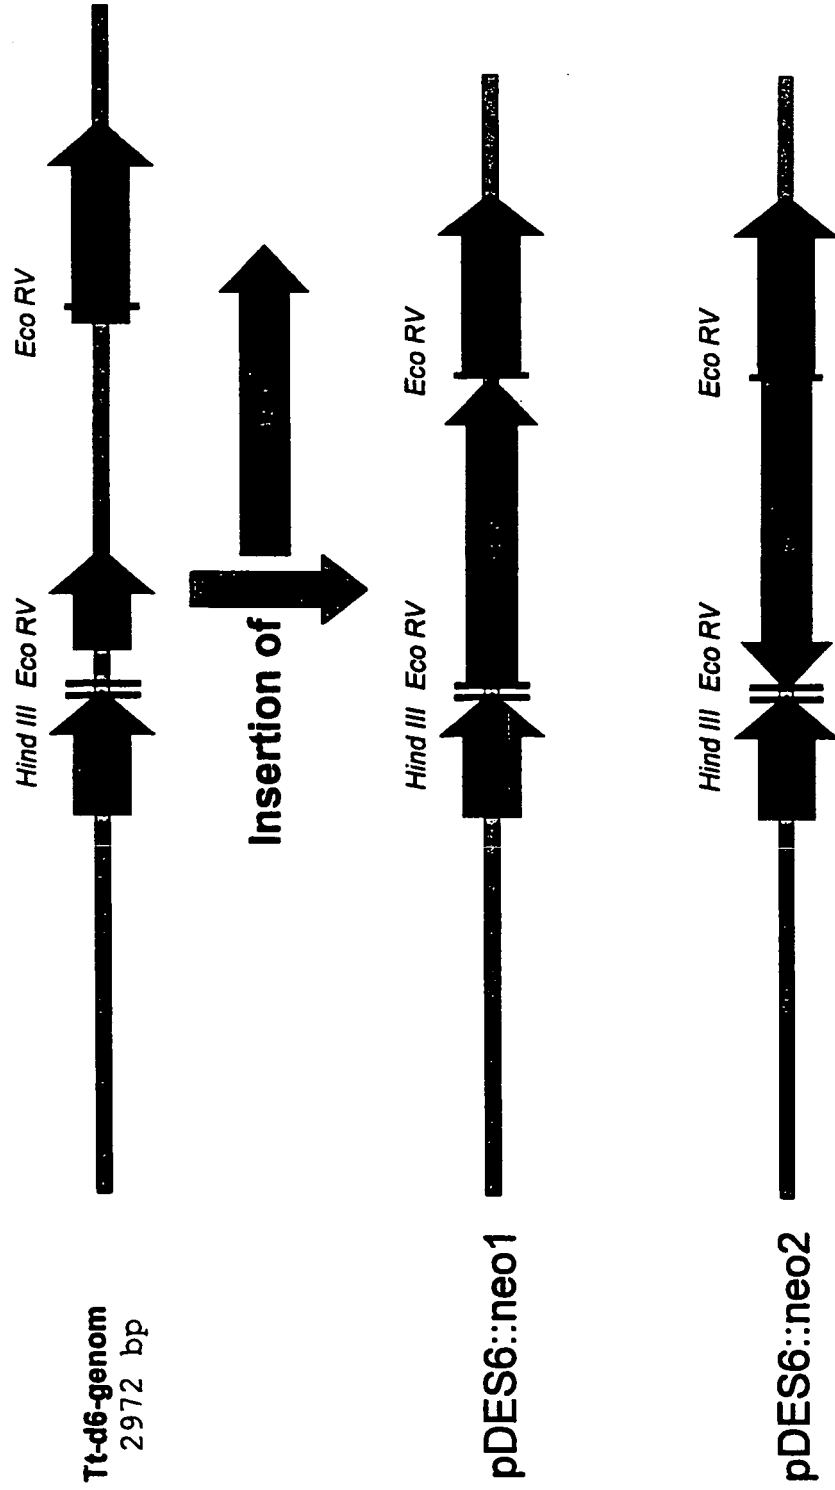 Tt-d6-genom
2972 bp
Hind III
Eco RV
Eco RV
Insertion of
pDES6::neo1
Hind III
Eco RV
Eco RV
pDES6::neo2
Hind III
Eco RV
Eco RV